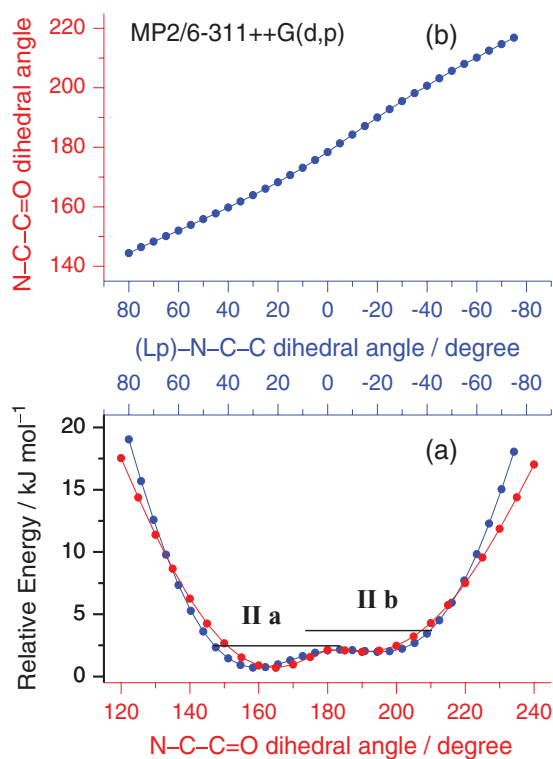 MP2/6-311++G(d,p)
(b)
N–C–C=O dihedral angle
220
200
180
160
140
80 60 40 20 0 -20 -40 -60 -80
(Lp)–N–C–C dihedral angle / degree
80 60 40 20 0 -20 -40 -60 -80
(a)
Relative Energy / kJ mol⁻¹
20
15
10
5
0
II a
II b
120 140 160 180 200 220 240
N–C–C=O dihedral angle / degree